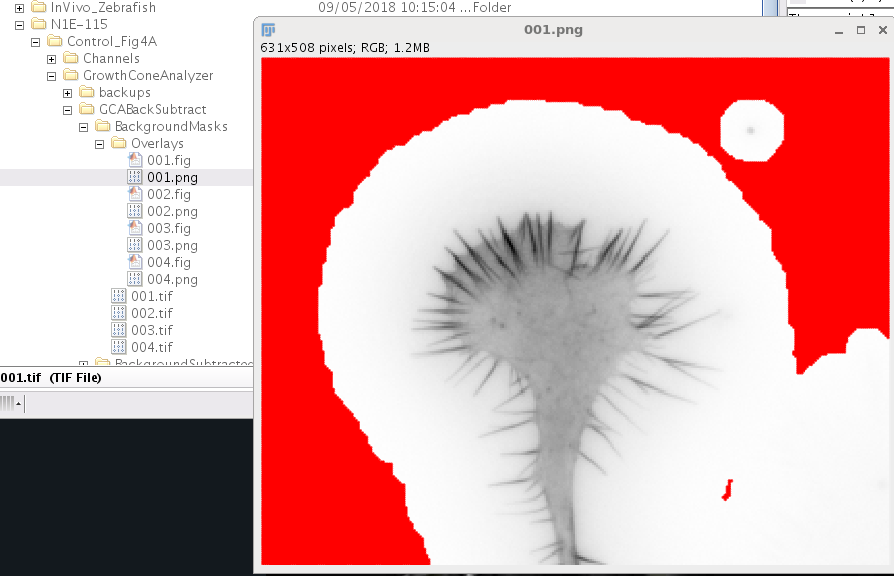 InVivo_Zebrafish 09/05/2018 10:15:04 ...Folder
N1E-115
Control_Fig4A
Channels
GrowthConeAnalyzer
backups
GCABackSubtract
BackgroundMasks
Overlays
001.fig
001.png
002.fig
002.png
003.fig
003.png
004.fig
004.png
001.tif
002.tif
003.tif
004.tif
BackgroundSubtracted
001.tif (TIF File)
001.png
631x508 pixels; RGB; 1.2MB